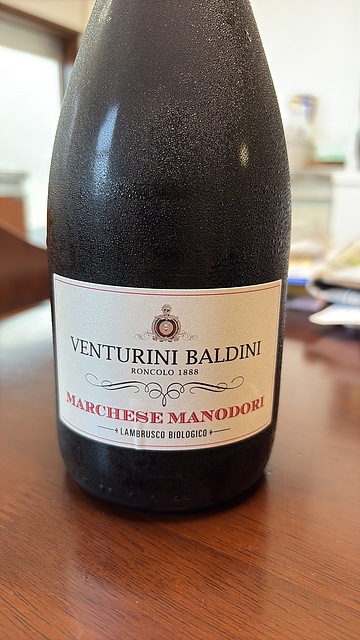 VENTURINI BALDINI
RONCOLO 1888
MARCHESE MANODORI
LAMBRUSCO BIOLOGICO